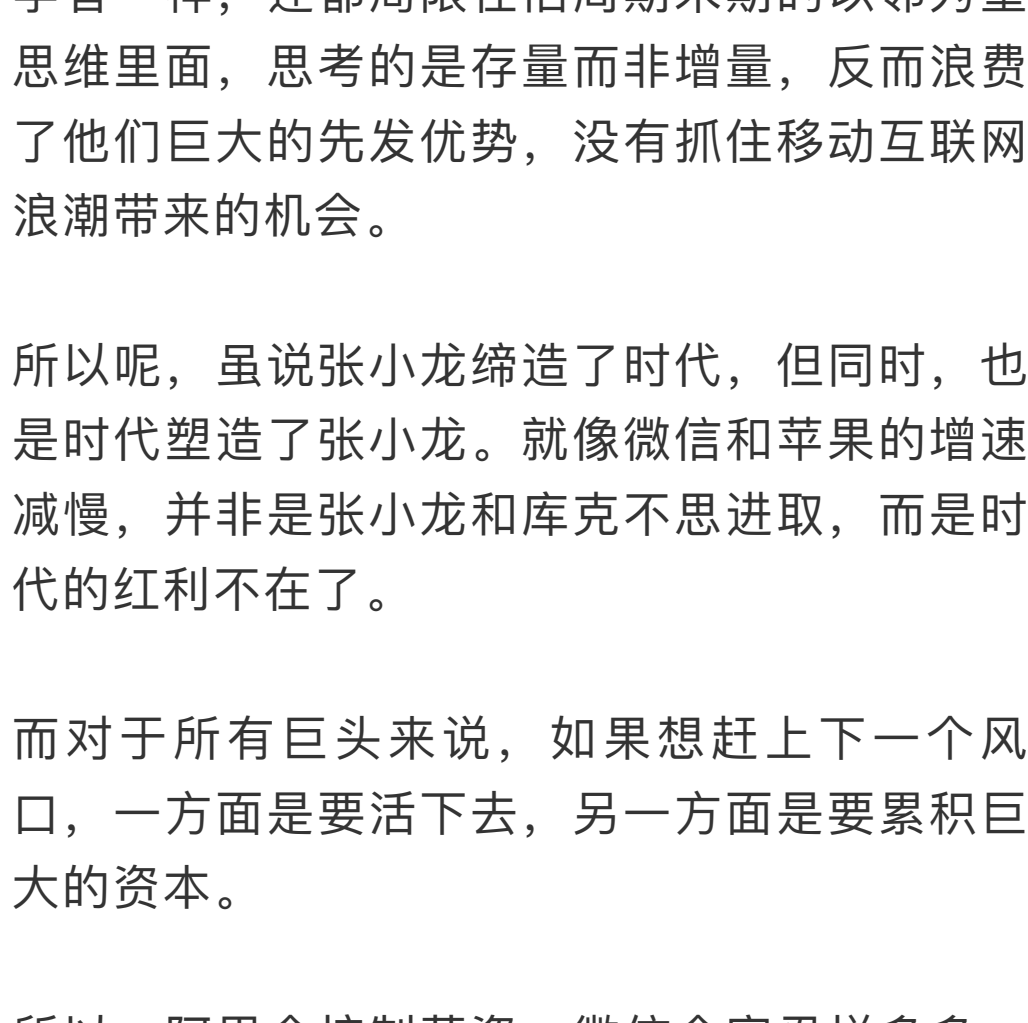 思维里面，思考的是存量而非增量，反而浪费
了他们巨大的先发优势，没有抓住移动互联网
浪潮带来的机会。
所以呢，虽说张小龙缔造了时代，但同时，也
是时代塑造了张小龙。就像微信和苹果的增速
减慢，并非是张小龙和库克不思进取，而是时
代的红利不在了。
而对于所有巨头来说，如果想赶上下一个风
口，一方面是要活下去，另一方面是要累积巨
大的资本。